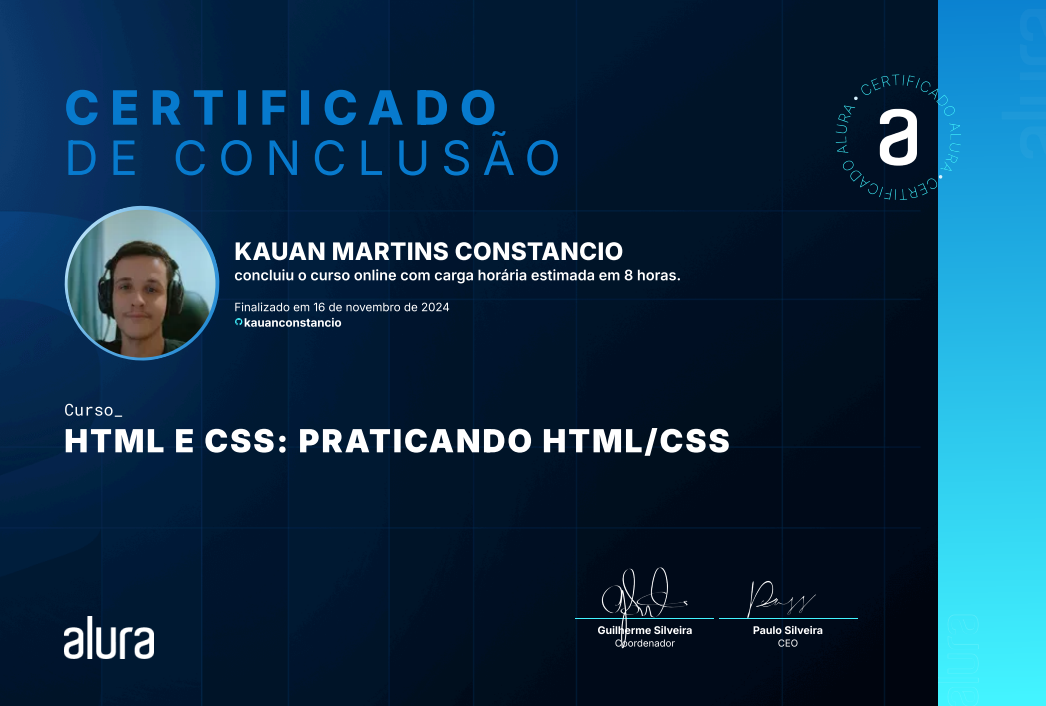 CERTIFICADO
DE CONCLUSÃO
CERTIFICADO ALURA • CERTIFICADO ALURA •
a
KAUAN MARTINS CONSTANCIO
concluiu o curso online com carga horária estimada em 8 horas.
Finalizado em 16 de novembro de 2024
kauanconstancio
Curso_
HTML E CSS: PRATICANDO HTML/CSS
alura
Guilherme Silveira
Coordenador
Paulo Silveira
CEO
alura
alura